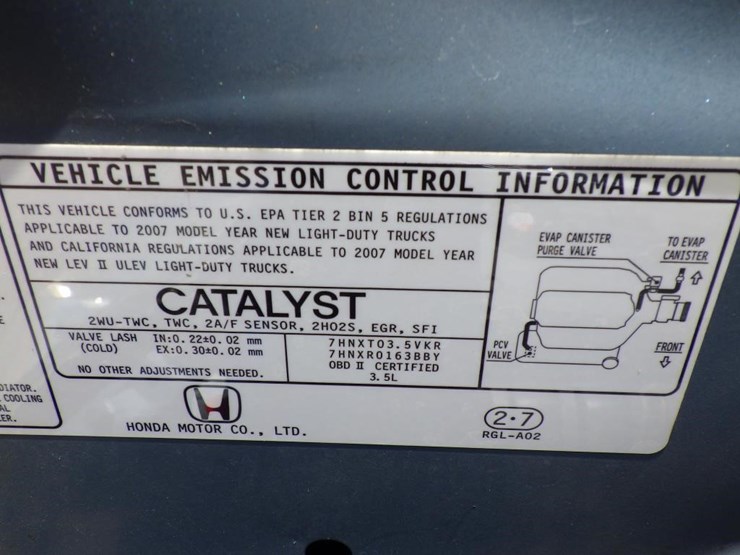 VEHICLE EMISSION CONTROL INFORMATION
THIS VEHICLE CONFORMS TO U.S. EPA TIER 2 BIN 5 REGULATIONS
APPLICABLE TO 2007 MODEL YEAR NEW LIGHT-DUTY TRUCKS
AND CALIFORNIA REGULATIONS APPLICABLE TO 2007 MODEL YEAR
NEW LEV II ULEV LIGHT-DUTY TRUCKS.
CATALYST
2WU-TWC, TWC, 2A/F SENSOR, 2HO2S, EGR, SFI
VALVE LASH IN:0.22±0.02 mm
(COLD) EX:0.30±0.02 mm
NO OTHER ADJUSTMENTS NEEDED.
7HNXT03.5VKR
7HNXR0163BBY
OBD II CERTIFIED
3.5L
EVAP CANISTER
PURGE VALVE
TO EVAP
CANISTER
PCV
VALVE
FRONT
HONDA MOTOR CO., LTD.
2·7
RGL-A02
COOLING